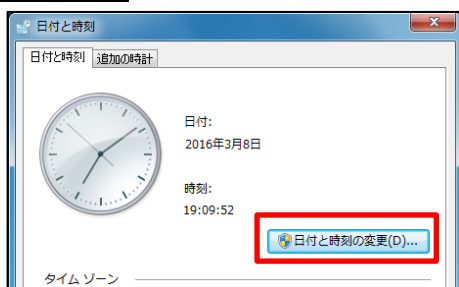 日付と時刻
日付と時刻 追加の時計
日付:
2016年3月8日
時刻:
19:09:52
日付と時刻の変更(D)...
タイム ゾーン